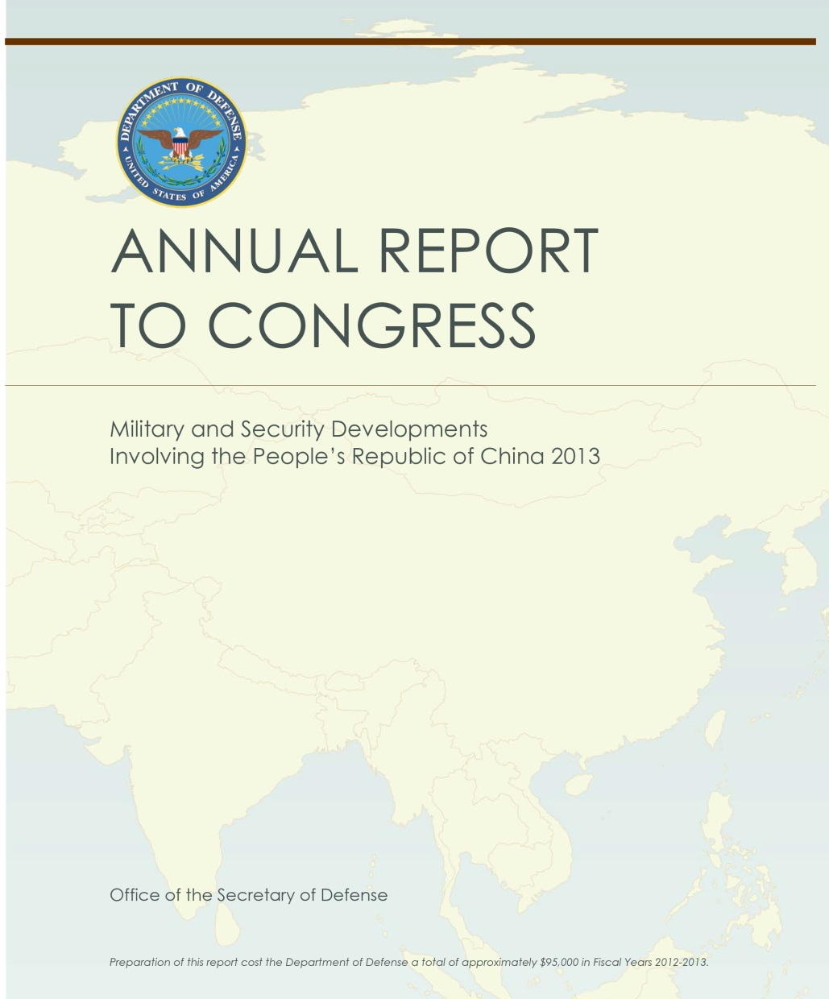 DEPARTMENT OF DEFENSE
UNITED STATES OF AMERICA
ANNUAL REPORT
TO CONGRESS
Military and Security Developments
Involving the People’s Republic of China 2013
Office of the Secretary of Defense
Preparation of this report cost the Department of Defense a total of approximately $95,000 in Fiscal Years 2012-2013.